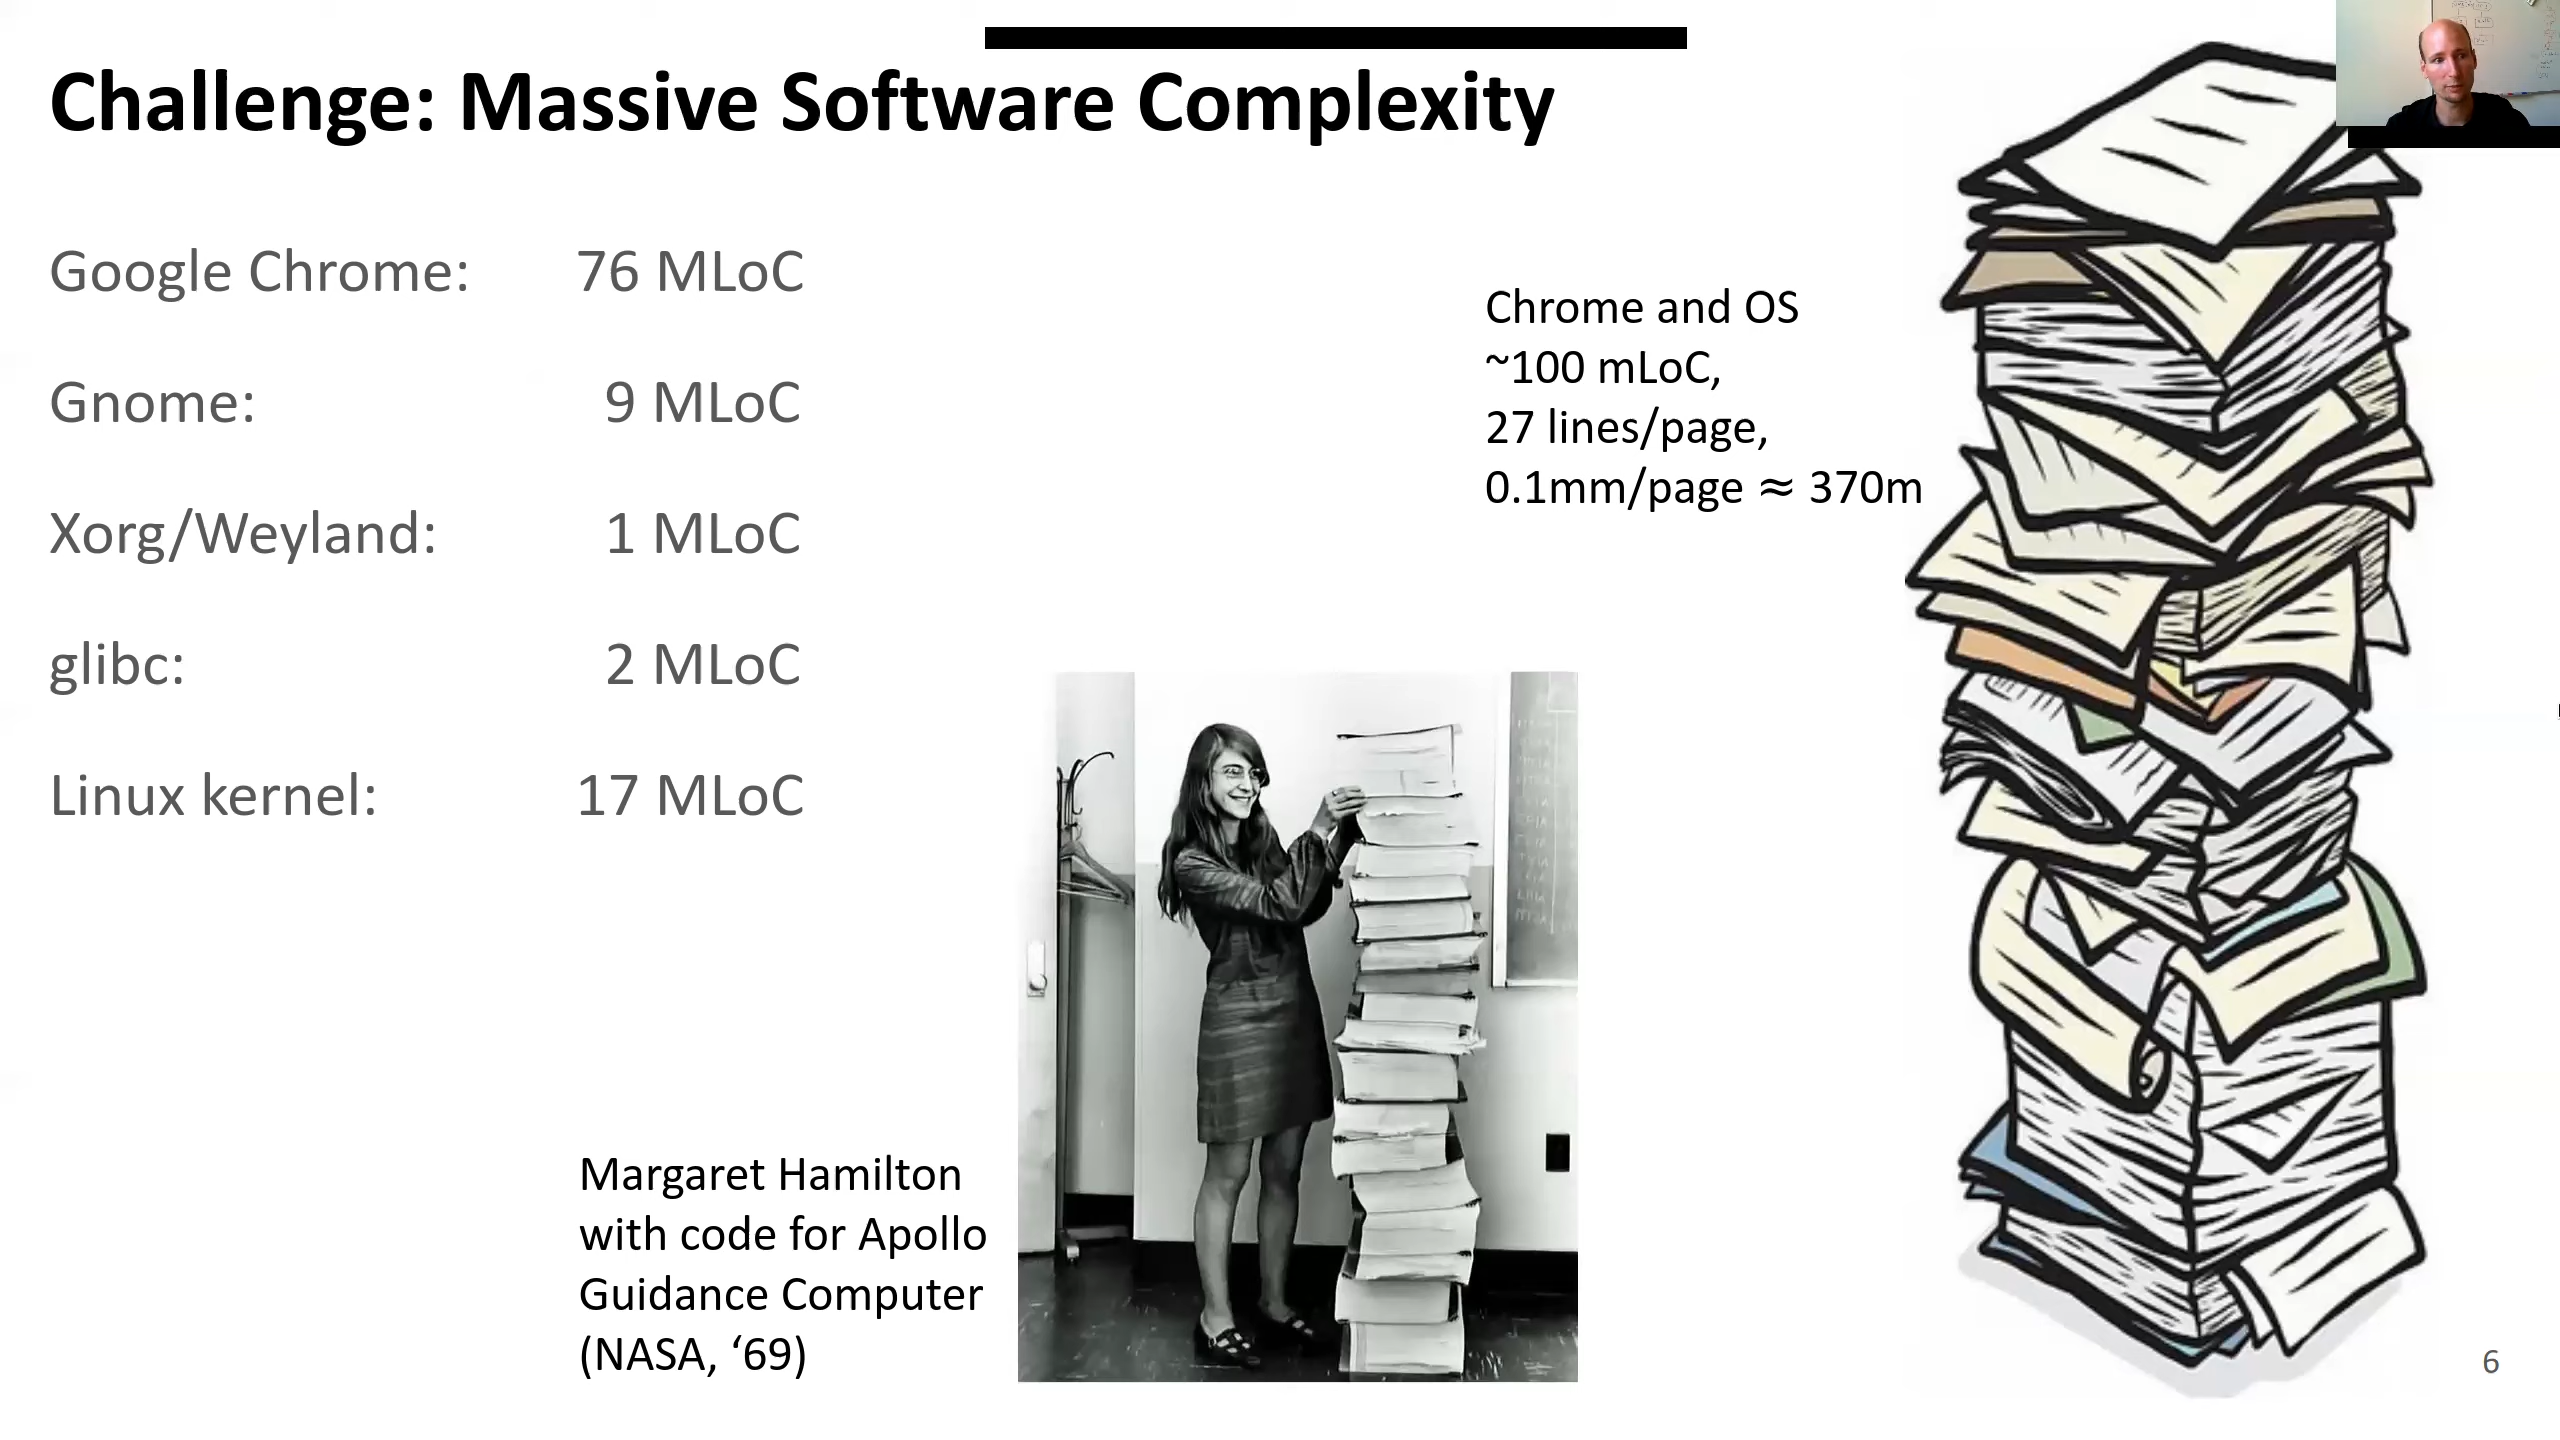 Challenge: Massive Software Complexity
Google Chrome: 76 MLoC
Gnome: 9 MLoC
Xorg/Weyland: 1 MLoC
glibc: 2 MLoC
Linux kernel: 17 MLoC
Chrome and OS
~100 mLoC,
27 lines/page,
0.1mm/page ≈ 370m
Margaret Hamilton
with code for Apollo
Guidance Computer
(NASA, ‘69)
6